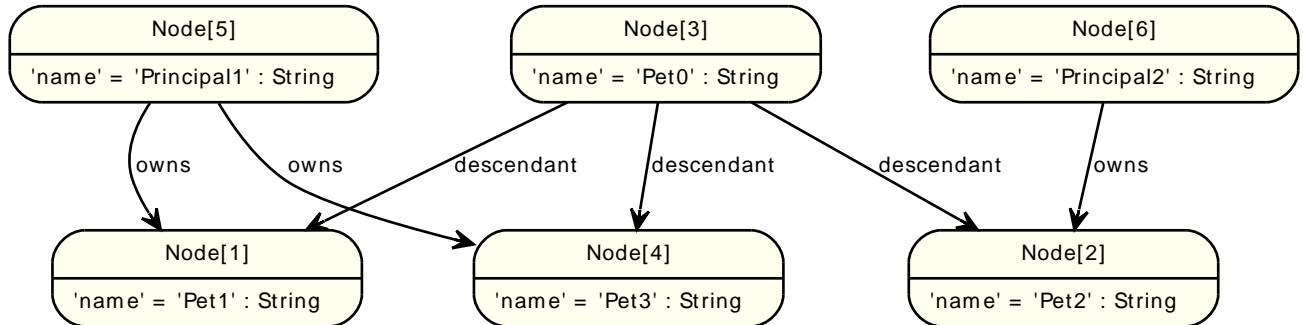 Node[5]
'name' = 'Principal1' : String
Node[3]
'name' = 'Pet0' : String
Node[6]
'name' = 'Principal2' : String
owns
owns
descendant
descendant
descendant
owns
Node[1]
'name' = 'Pet1' : String
Node[4]
'name' = 'Pet3' : String
Node[2]
'name' = 'Pet2' : String